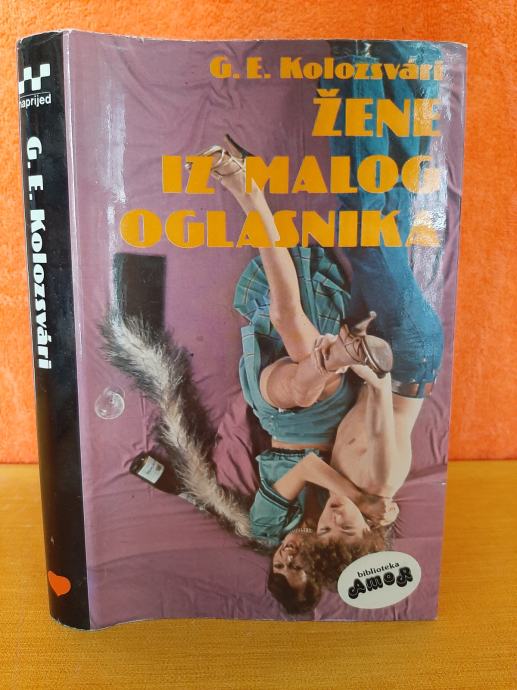 naprijed
G. E. Kolozsvári
G. E. Kolozsvári
ŽENE
IZ MALOG
OGLASNIKA
biblioteka
AMOR